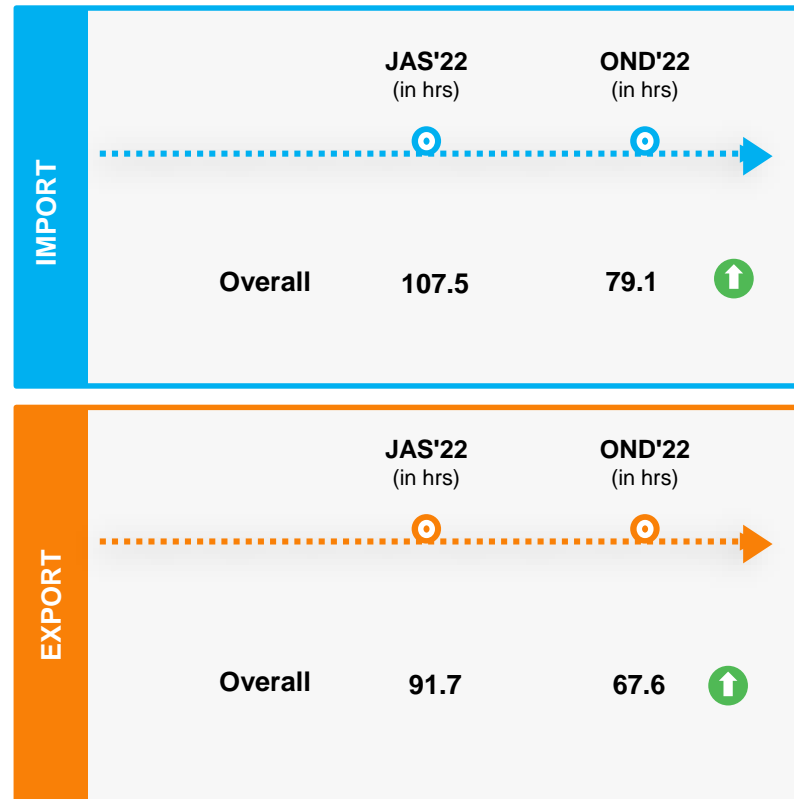 IMPORT
JAS'22 OND'22
(in hrs) (in hrs)
Overall 107.5 79.1
EXPORT
JAS'22 OND'22
(in hrs) (in hrs)
Overall 91.7 67.6